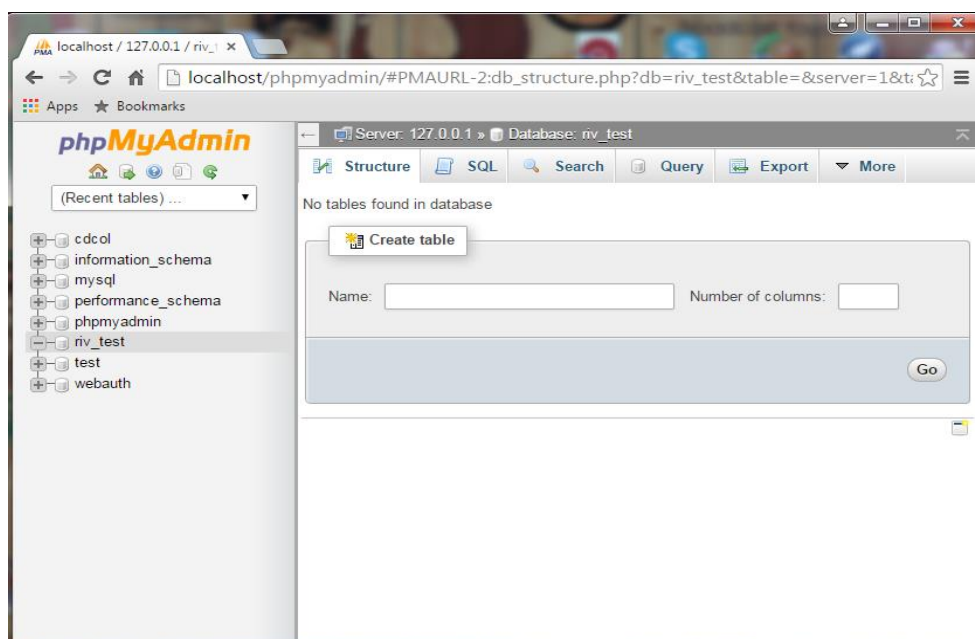 localhost / 127.0.0.1 / riv_t
localhost/phpmyadmin/#PMAURL-2:db_structure.php?db=riv_test&table=&server=1&ta
Apps Bookmarks
phpMyAdmin
(Recent tables) ...
cdcol
information_schema
mysql
performance_schema
phpmyadmin
riv_test
test
webauth
Server: 127.0.0.1 » Database: riv_test
Structure SQL Search Query Export More
No tables found in database
Create table
Name: Number of columns:
Go